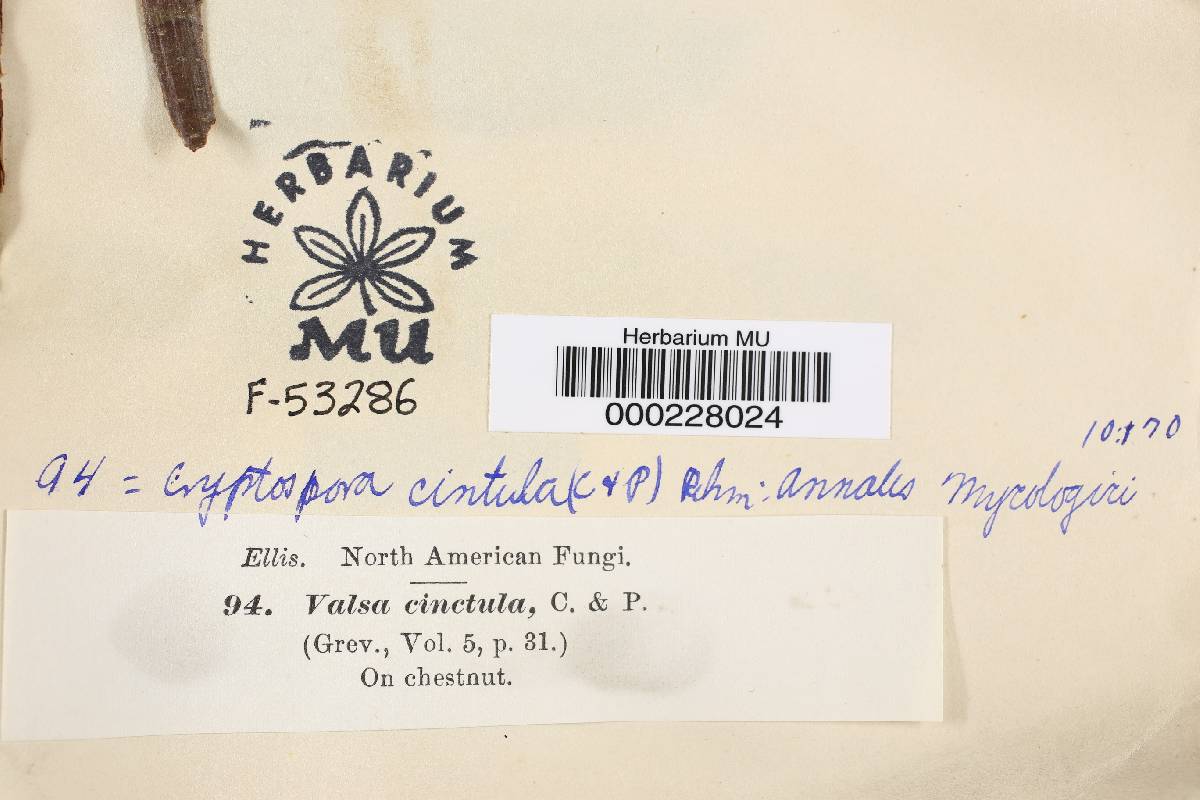 HERBARIUM
MU
F-53286
Herbarium MU
000228024
10:170
94 = Cryptospora cintula (C & P) Rehm: Annales Mycologici
Ellis. North American Fungi.
94. Valsa cinctula, C. & P.
(Grev., Vol. 5, p. 31.)
On chestnut.